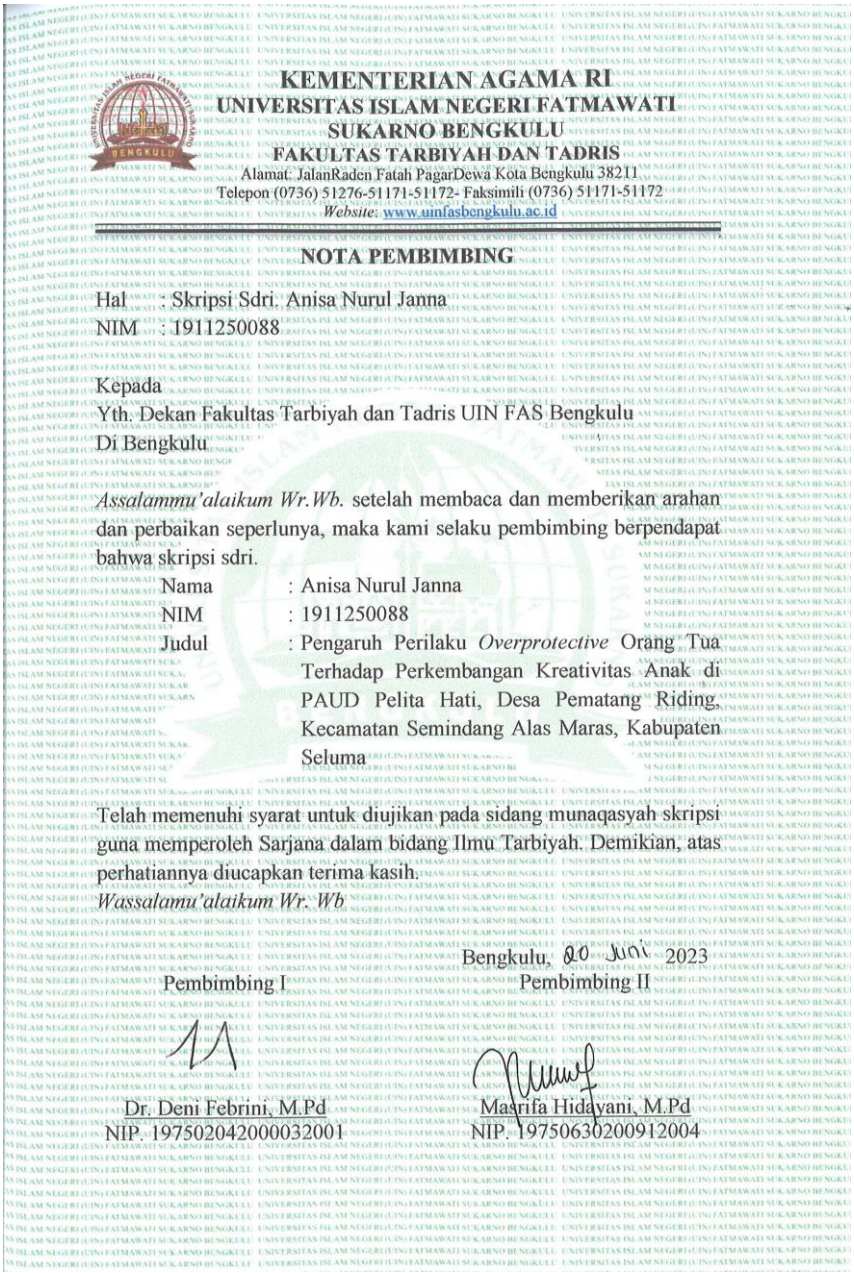 KEMENTERIAN AGAMA RI
UNIVERSITAS ISLAM NEGERI FATMAWATI
SUKARNO BENGKULU
FAKULTAS TARBIYAH DAN TADRIS
Alamat: JalanRaden Fatah PagarDewa Kota Bengkulu 38211
Telepon (0736) 51276-51171-51172- Faksimili (0736) 51171-51172
Website: www.uinfasbengkulu.ac.id
BENGKULU
NOTA PEMBIMBING
Hal : Skripsi Sdri. Anisa Nurul Janna
NIM : 1911250088
Kepada
Yth. Dekan Fakultas Tarbiyah dan Tadris UIN FAS Bengkulu
Di Bengkulu
Assalammu'alaikum Wr.Wb. setelah membaca dan memberikan arahan
dan perbaikan seperlunya, maka kami selaku pembimbing berpendapat
bahwa skripsi sdri.
Nama : Anisa Nurul Janna
NIM : 1911250088
Judul : Pengaruh Perilaku Overprotective Orang Tua
Terhadap Perkembangan Kreativitas Anak di
PAUD Pelita Hati, Desa Pematang Riding,
Kecamatan Semindang Alas Maras, Kabupaten
Seluma
Telah memenuhi syarat untuk diujikan pada sidang munaqasyah skripsi
guna memperoleh Sarjana dalam bidang Ilmu Tarbiyah. Demikian, atas
perhatiannya diucapkan terima kasih.
Wassalamu'alaikum Wr. Wb
Bengkulu, 20 Juni 2023
Pembimbing I Pembimbing II
Dr. Deni Febrini, M.Pd Masrifa Hidayani, M.Pd
NIP. 197502042000032001 NIP. 19750630200912004